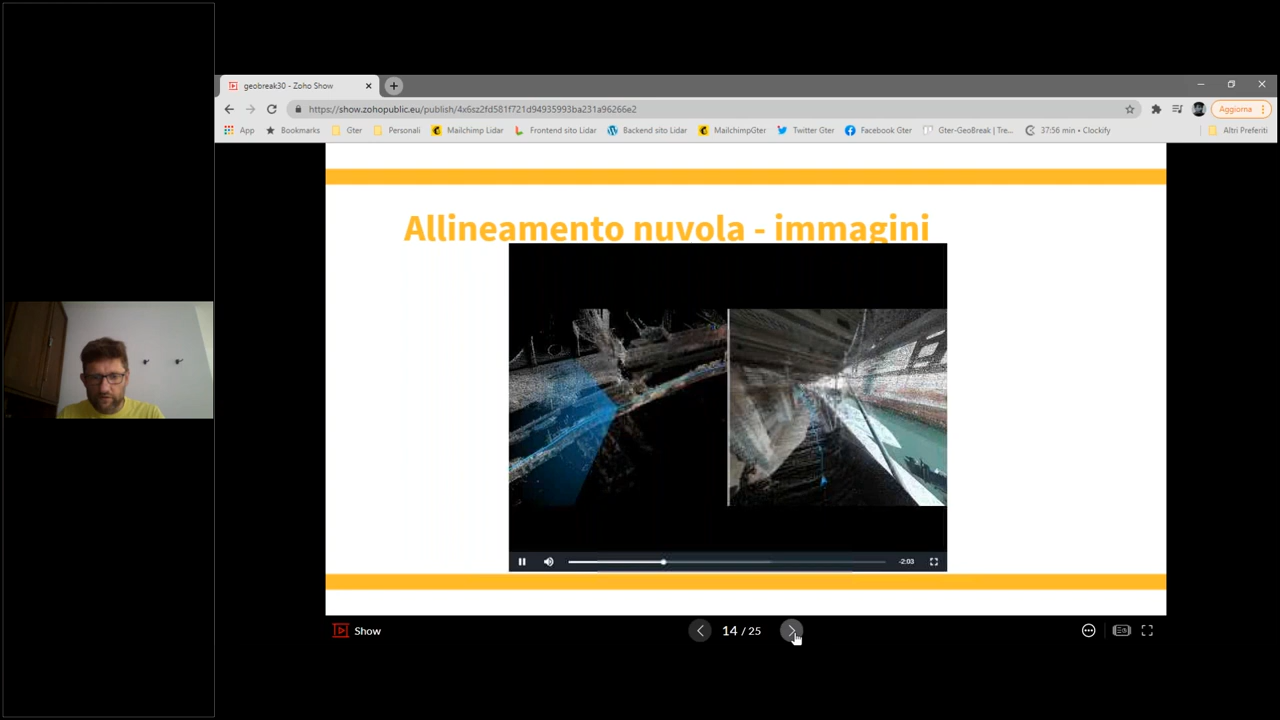 geobreak30 - Zoho Show
https://show.zohopublic.eu/publish/4x6sz2fd581f721d94935993ba231a96266e2
Aggiorna
App Bookmarks Gter Personali Mailchimp Lidar Frontend sito Lidar Backend sito Lidar MailchimpGter Twitter Gter Facebook Gter Gter-GeoBreak | Tre... 37:56 min • Clockify Altri Preferiti
Allineamento nuvola - immagini
-2:03
Show
14 / 25